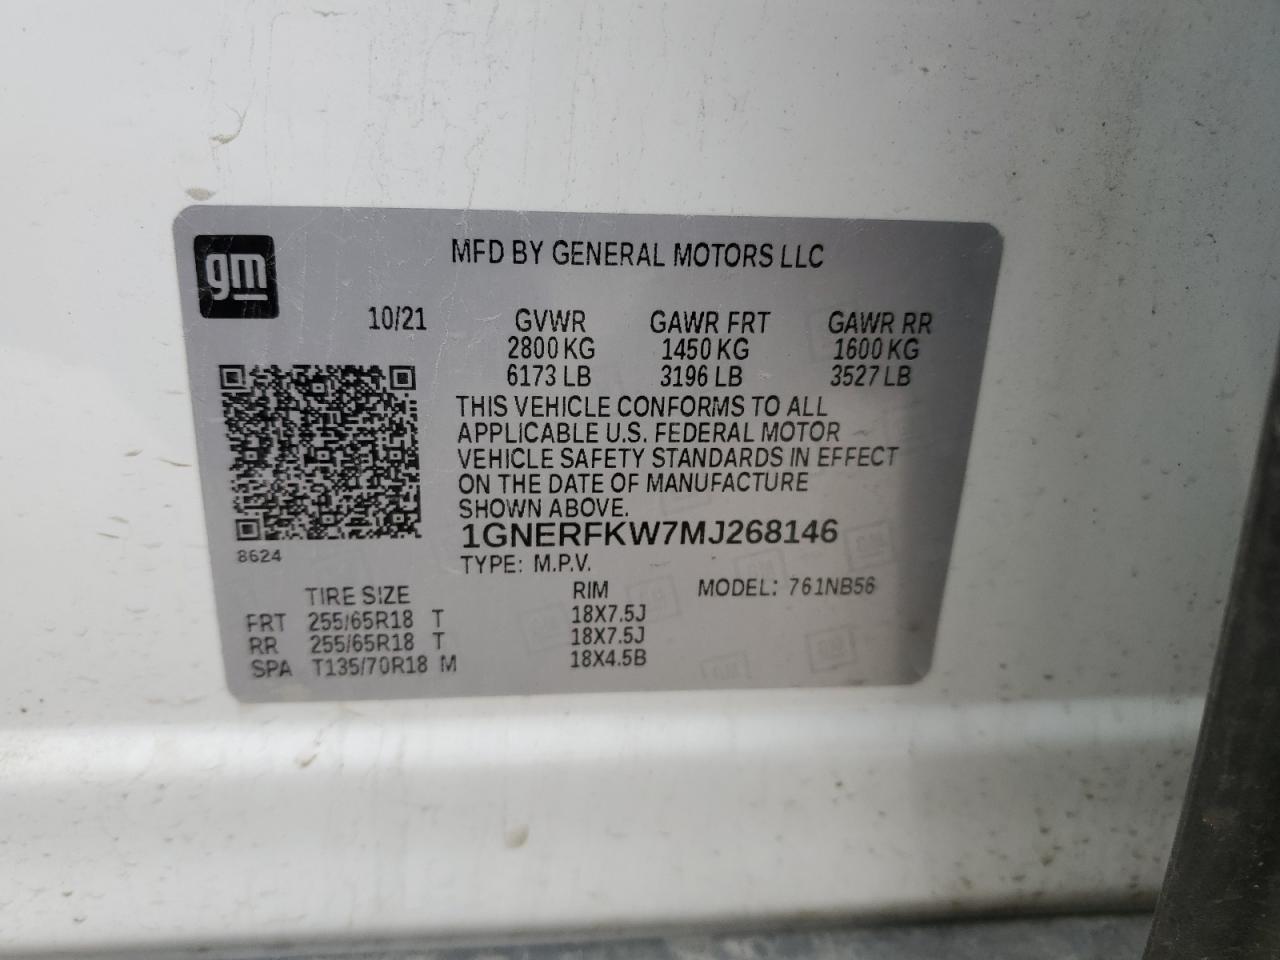 gm
MFD BY GENERAL MOTORS LLC
10/21 GVWR GAWR FRT GAWR RR
2800 KG 1450 KG 1600 KG
6173 LB 3196 LB 3527 LB
THIS VEHICLE CONFORMS TO ALL
APPLICABLE U.S. FEDERAL MOTOR
VEHICLE SAFETY STANDARDS IN EFFECT
ON THE DATE OF MANUFACTURE
SHOWN ABOVE.
1GNERFKW7MJ268146
8624
TYPE: M.P.V.
TIRE SIZE RIM MODEL: 761NB56
FRT 255/65R18 T 18X7.5J
RR 255/65R18 T 18X7.5J
SPA T135/70R18 M 18X4.5B